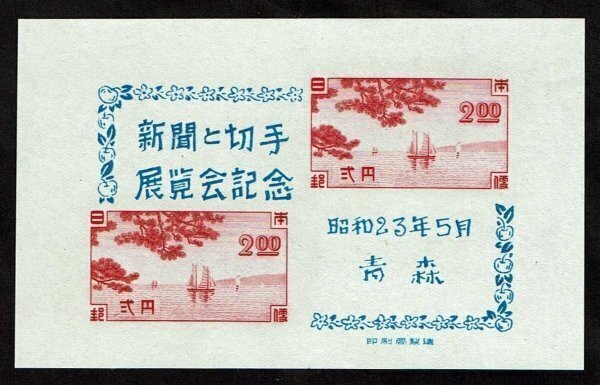 日本
2.00
弐円
郵便
新聞と切手
展覧会記念
日本
2.00
弐円
郵便
昭和23年5月
青森
印刷局製造